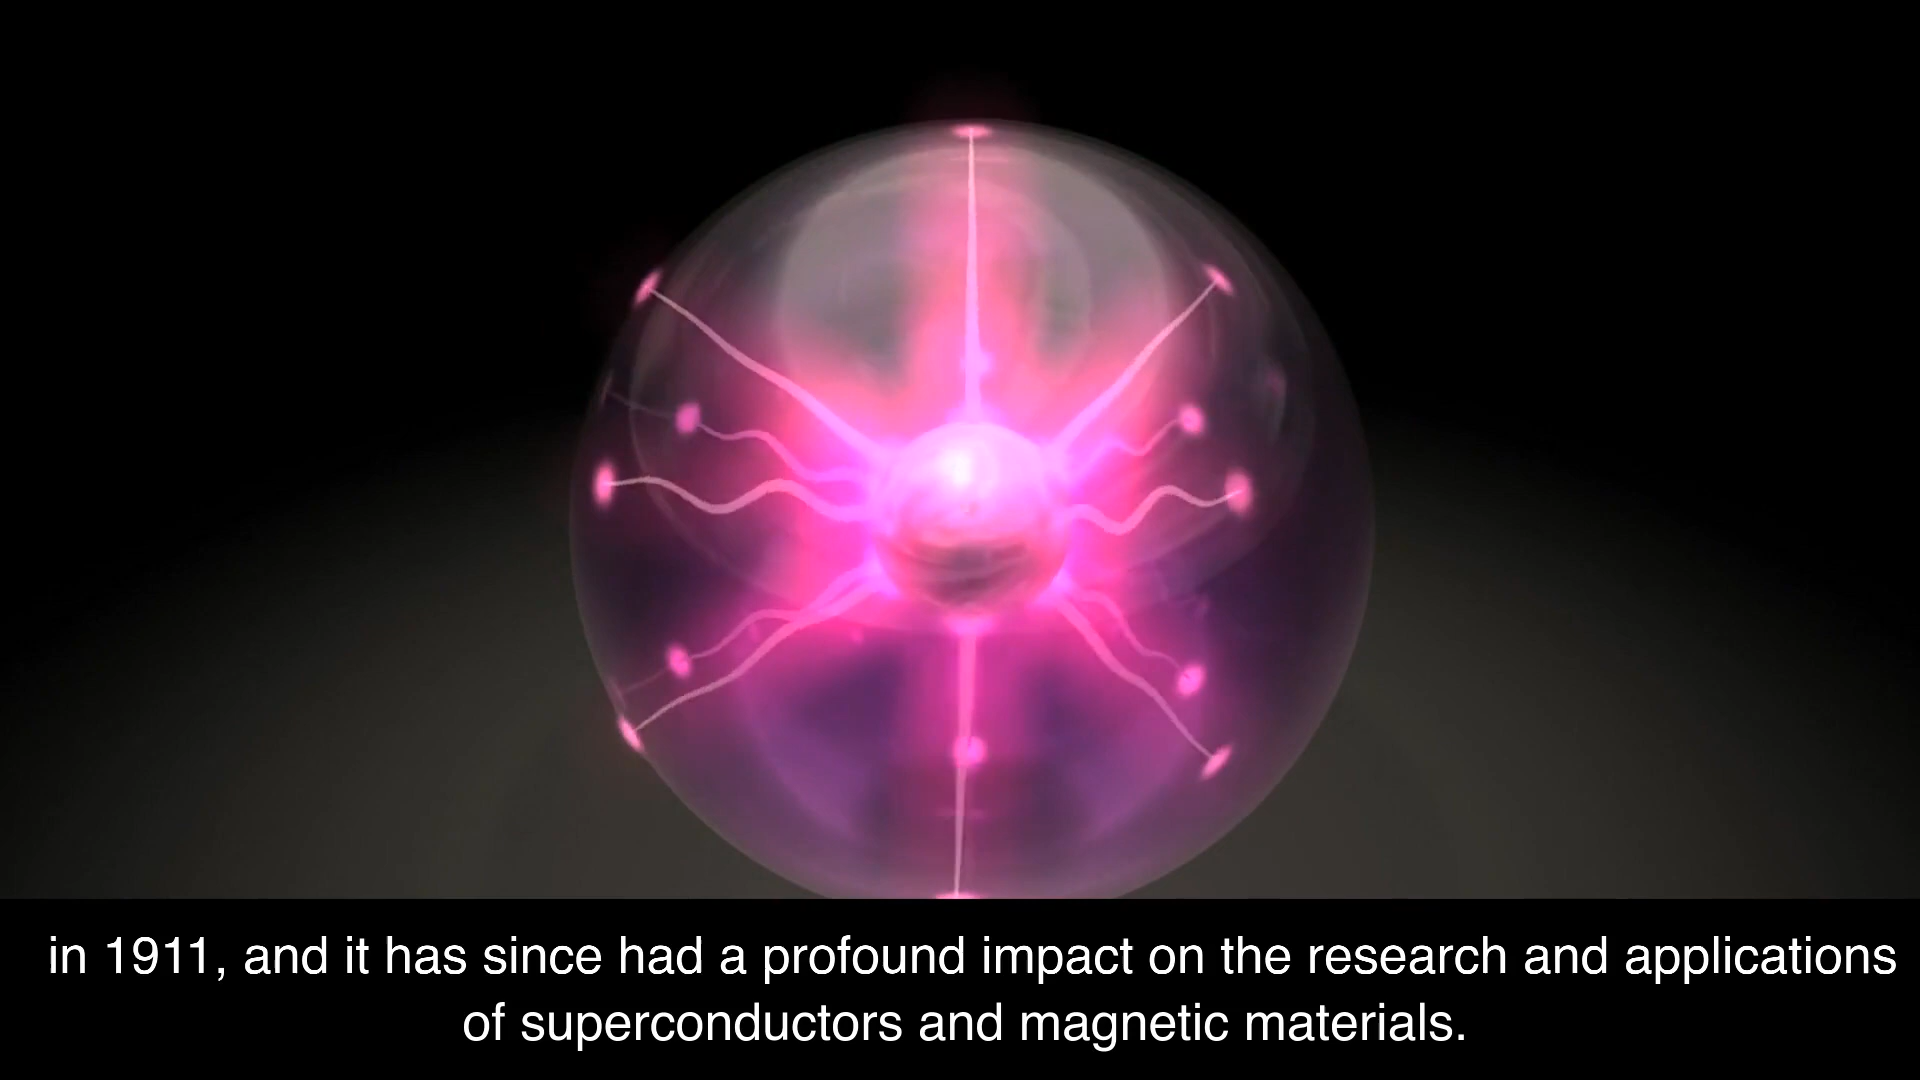 in 1911, and it has since had a profound impact on the research and applications
of superconductors and magnetic materials.